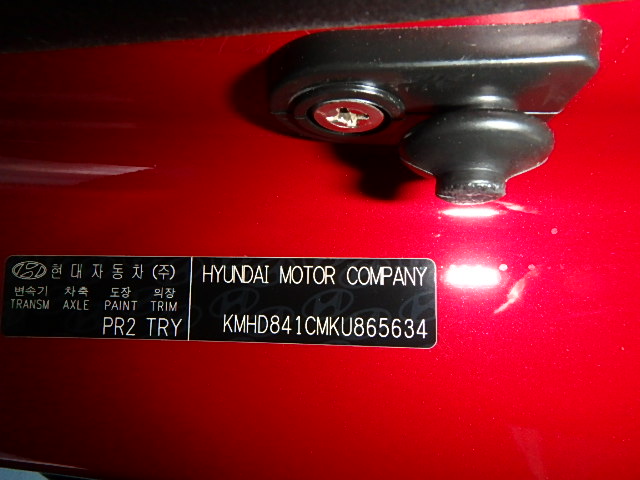 현대자동차(주)
변속기 차축 도장 의장
TRANSM AXLE PAINT TRIM
PR2 TRY
HYUNDAI MOTOR COMPANY
KMHD841CMKU865634